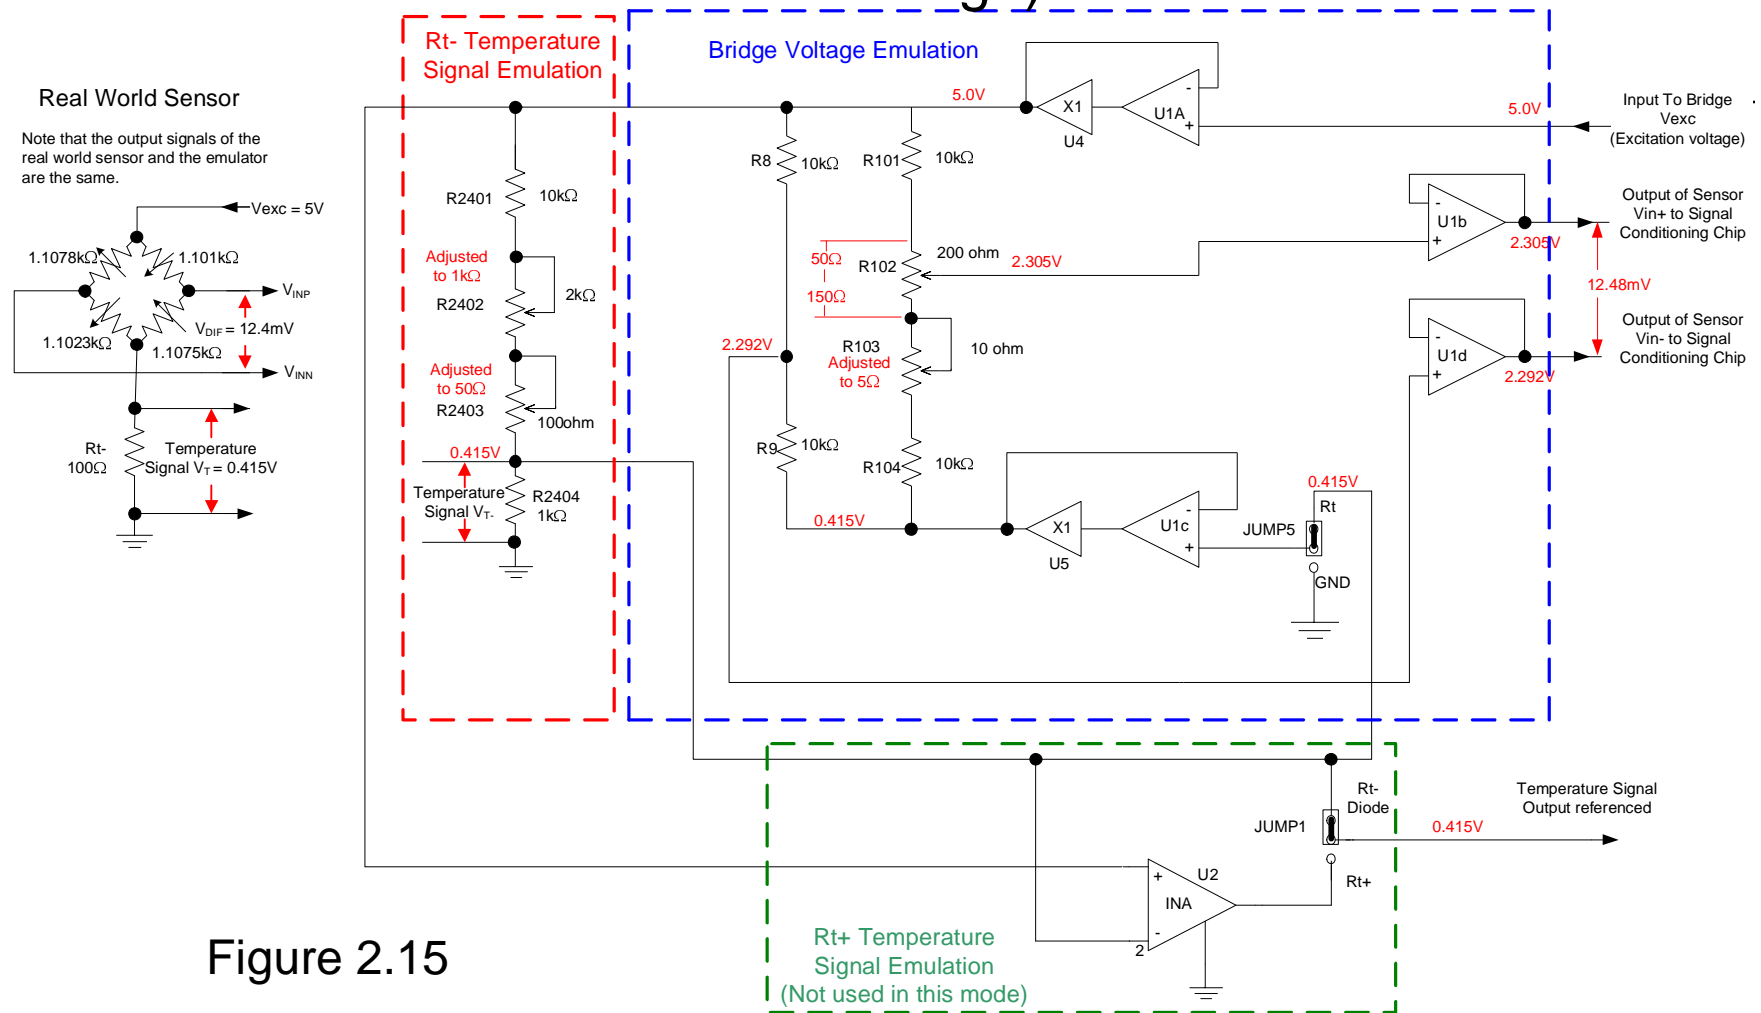 Rt- Temperature
Signal Emulation
Bridge Voltage Emulation
Real World Sensor
Note that the output signals of the
real world sensor and the emulator
are the same.
Vexc = 5V
1.1078kΩ
1.101kΩ
VINP
VDIF = 12.4mV
1.1023kΩ
1.1075kΩ
VINN
Rt-
100Ω
Temperature
Signal VT = 0.415V
R2401
10kΩ
Adjusted
to 1kΩ
R2402
2kΩ
Adjusted
to 50Ω
R2403
100ohm
0.415V
Temperature
Signal VT-
R2404
1kΩ
5.0V
X1
U4
U1A
-
+
5.0V
Input To Bridge
Vexc
(Excitation voltage)
R8
10kΩ
R101
10kΩ
50Ω
150Ω
R102
200 ohm
2.305V
-
+
U1b
2.305V
Output of Sensor
Vin+ to Signal
Conditioning Chip
12.48mV
2.292V
R103
Adjusted
to 5Ω
10 ohm
-
+
U1d
2.292V
Output of Sensor
Vin- to Signal
Conditioning Chip
R9
10kΩ
R104
10kΩ
0.415V
X1
U5
U1c
-
+
0.415V
Rt
JUMP5
GND
Rt-
Diode
JUMP1
0.415V
Temperature Signal
Output referenced
Rt+
+
U2
INA
-
2
Rt+ Temperature
Signal Emulation
(Not used in this mode)
Figure 2.15